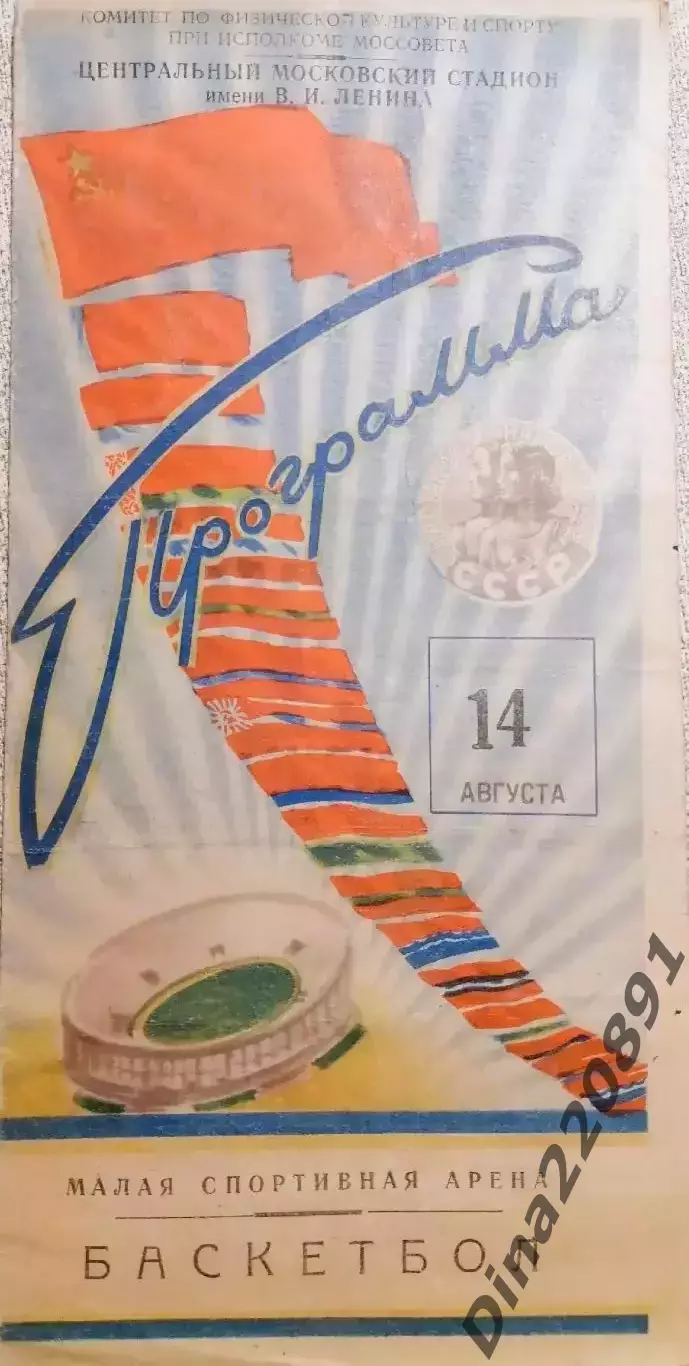 КОМИТЕТ ПО ФИЗИЧЕСКОЙ КУЛЬТУРЕ И СПОРТУ
ПРИ ИСПОЛКОМЕ МОССОВЕТА
ЦЕНТРАЛЬНЫЙ МОСКОВСКИЙ СТАДИОН
имени В. И. ЛЕНИНА
Программа
СССР
14
АВГУСТА
МАЛАЯ СПОРТИВНАЯ АРЕНА
БАСКЕТБОЛ
Dina220891